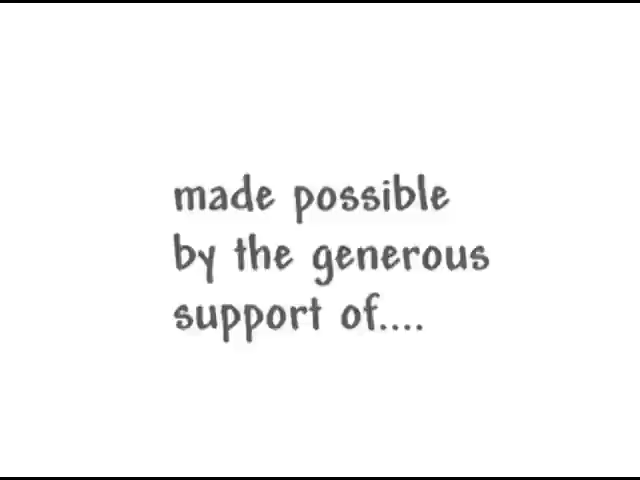 made possible
by the generous
support of....